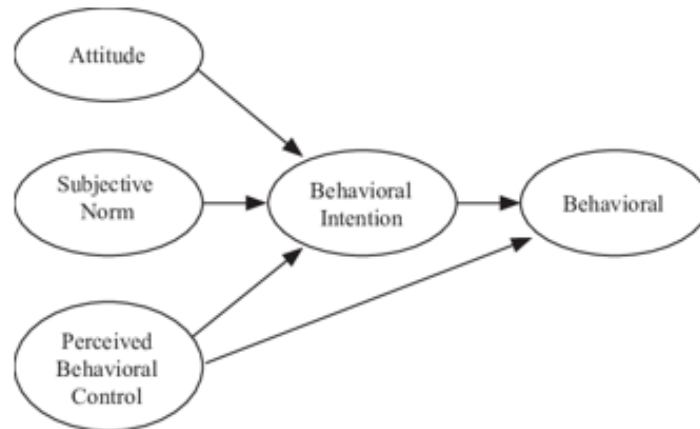 Attitude
Subjective
Norm
Behavioral
Intention
Behavioral
Perceived
Behavioral
Control